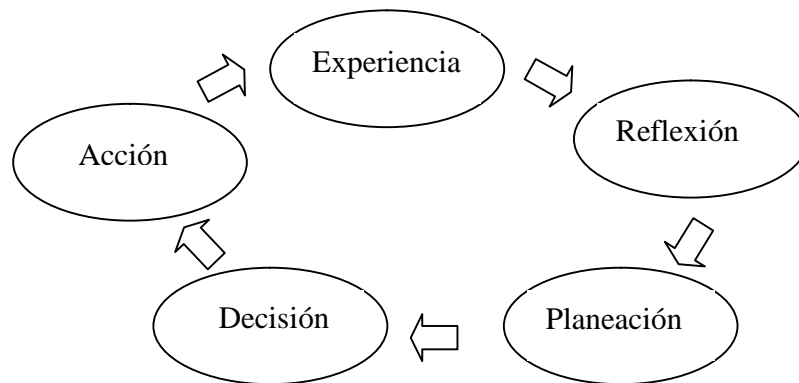 Experiencia
Reflexión
Planeación
Decisión
Acción